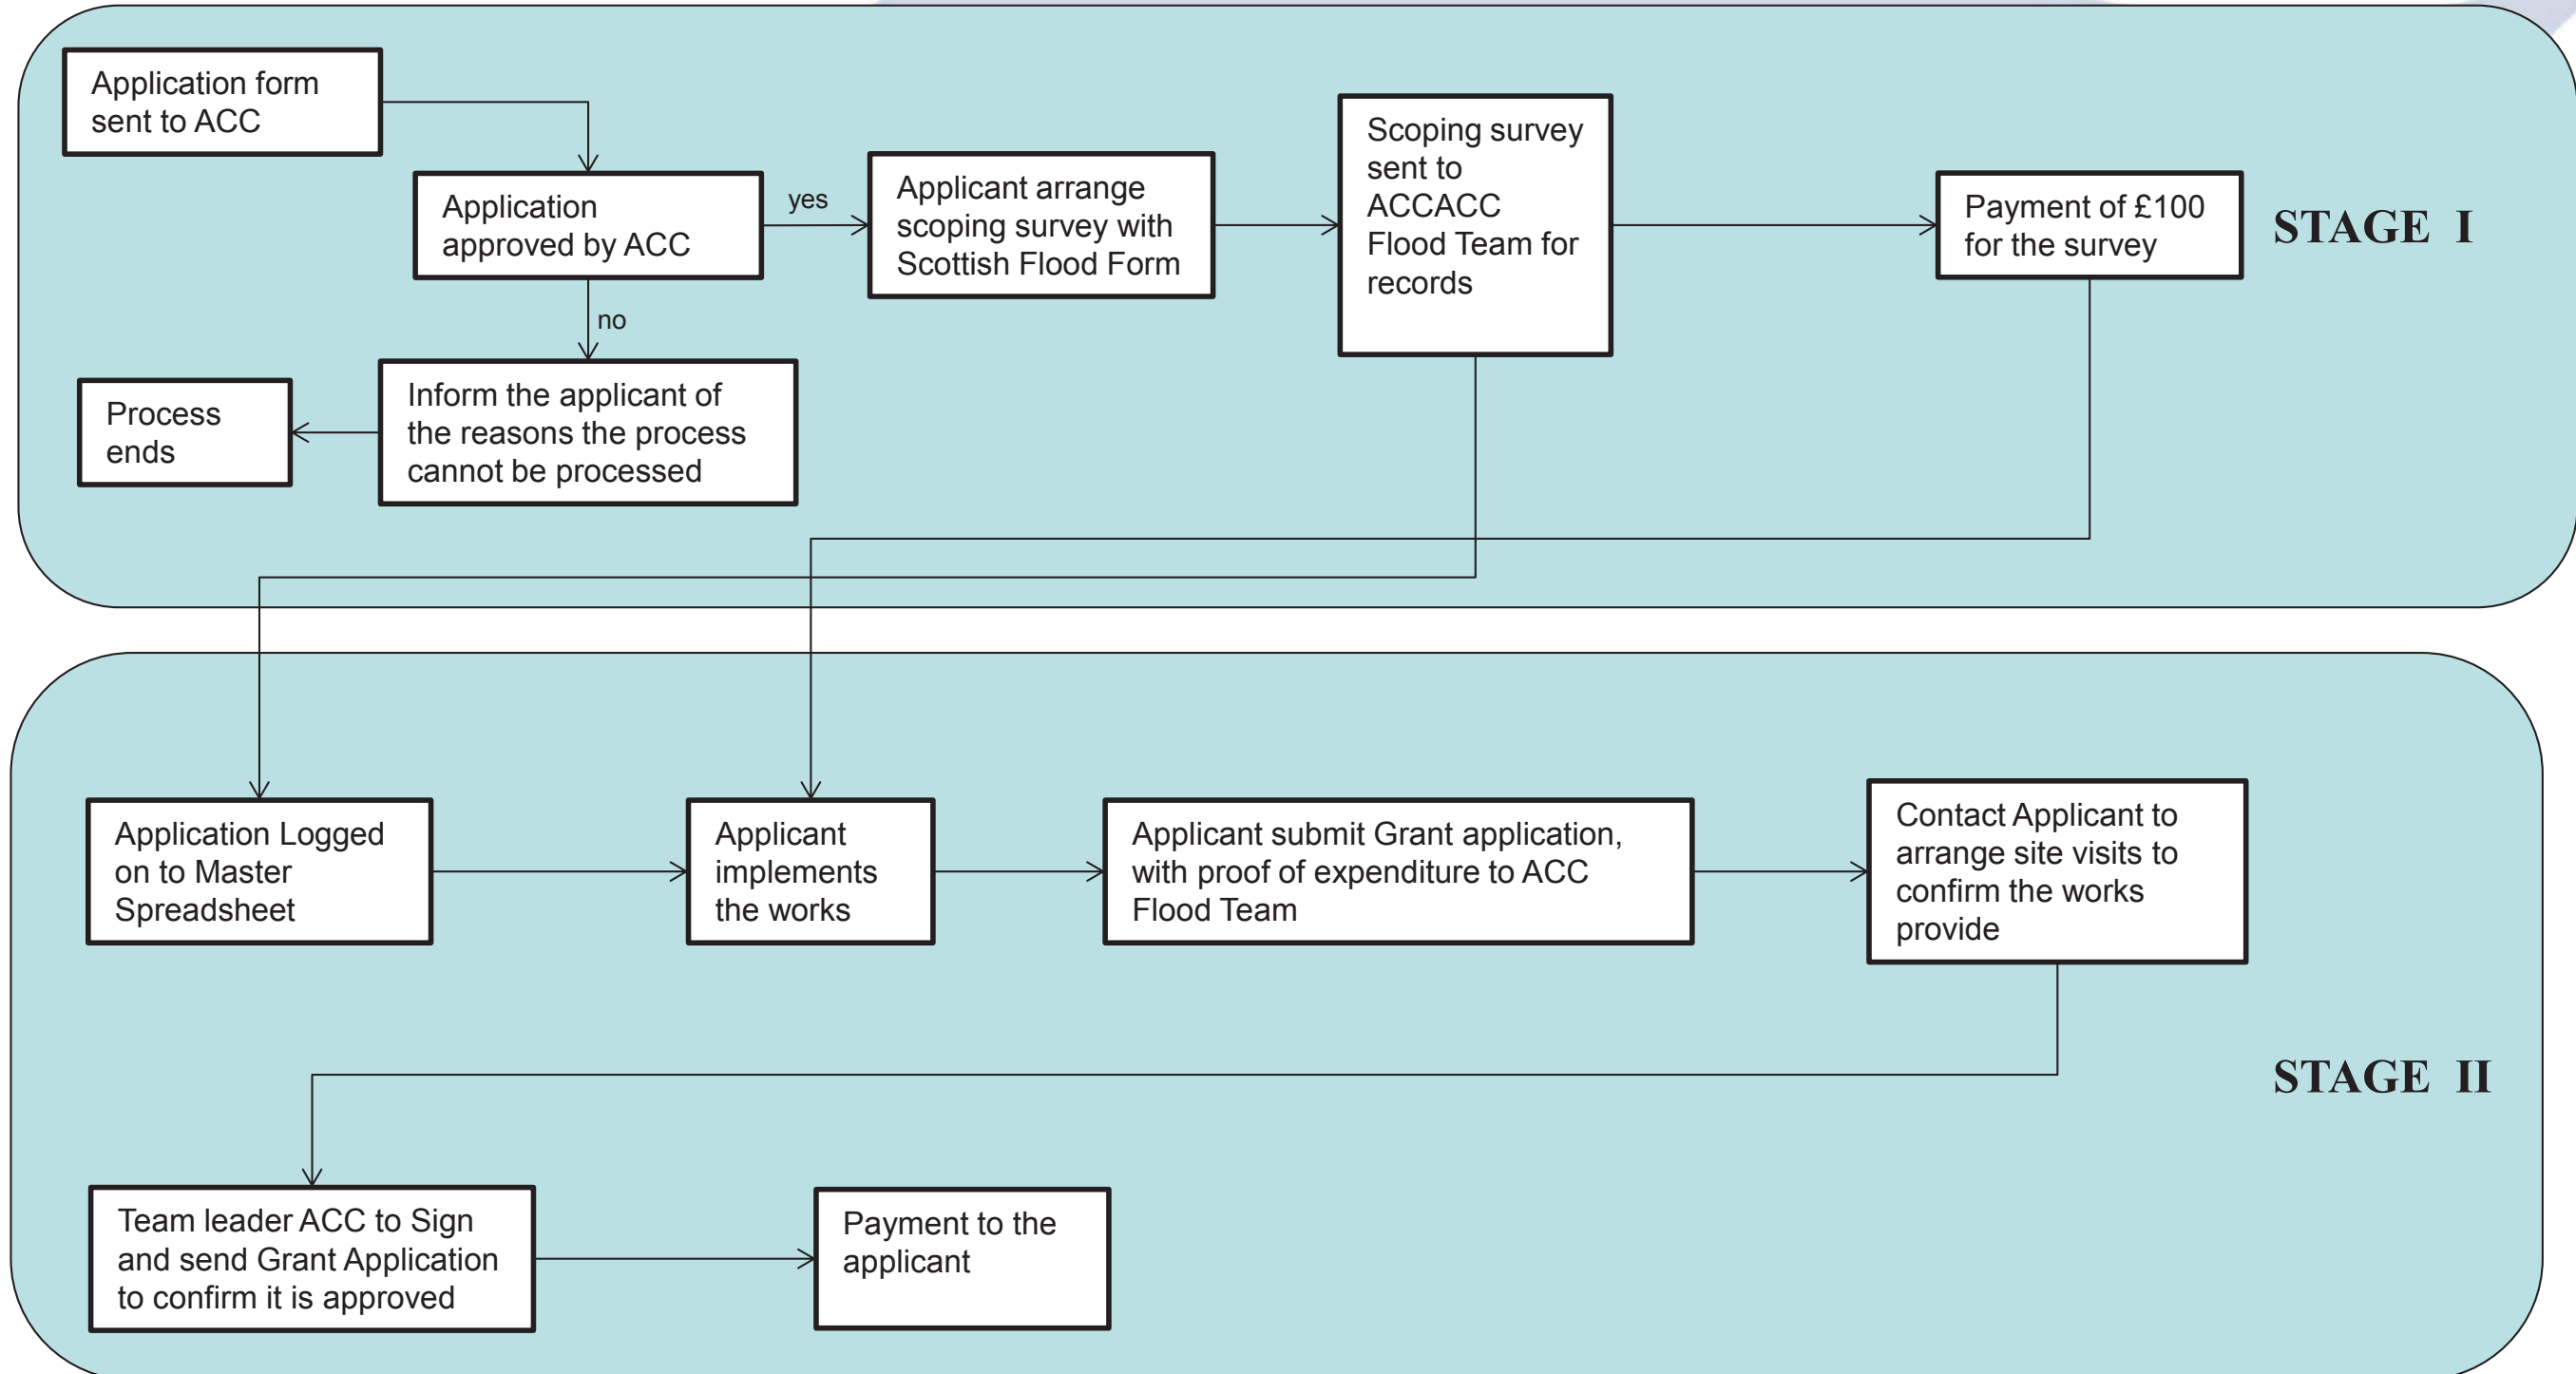 Application form
sent to ACC
Application
approved by ACC
yes
no
Applicant arrange
scoping survey with
Scottish Flood Form
Scoping survey
sent to
ACCACC
Flood Team for
records
Payment of £100
for the survey
STAGE I
Inform the applicant of
the reasons the process
cannot be processed
Process
ends
Application Logged
on to Master
Spreadsheet
Applicant
implements
the works
Applicant submit Grant application,
with proof of expenditure to ACC
Flood Team
Contact Applicant to
arrange site visits to
confirm the works
provide
STAGE II
Team leader ACC to Sign
and send Grant Application
to confirm it is approved
Payment to the
applicant